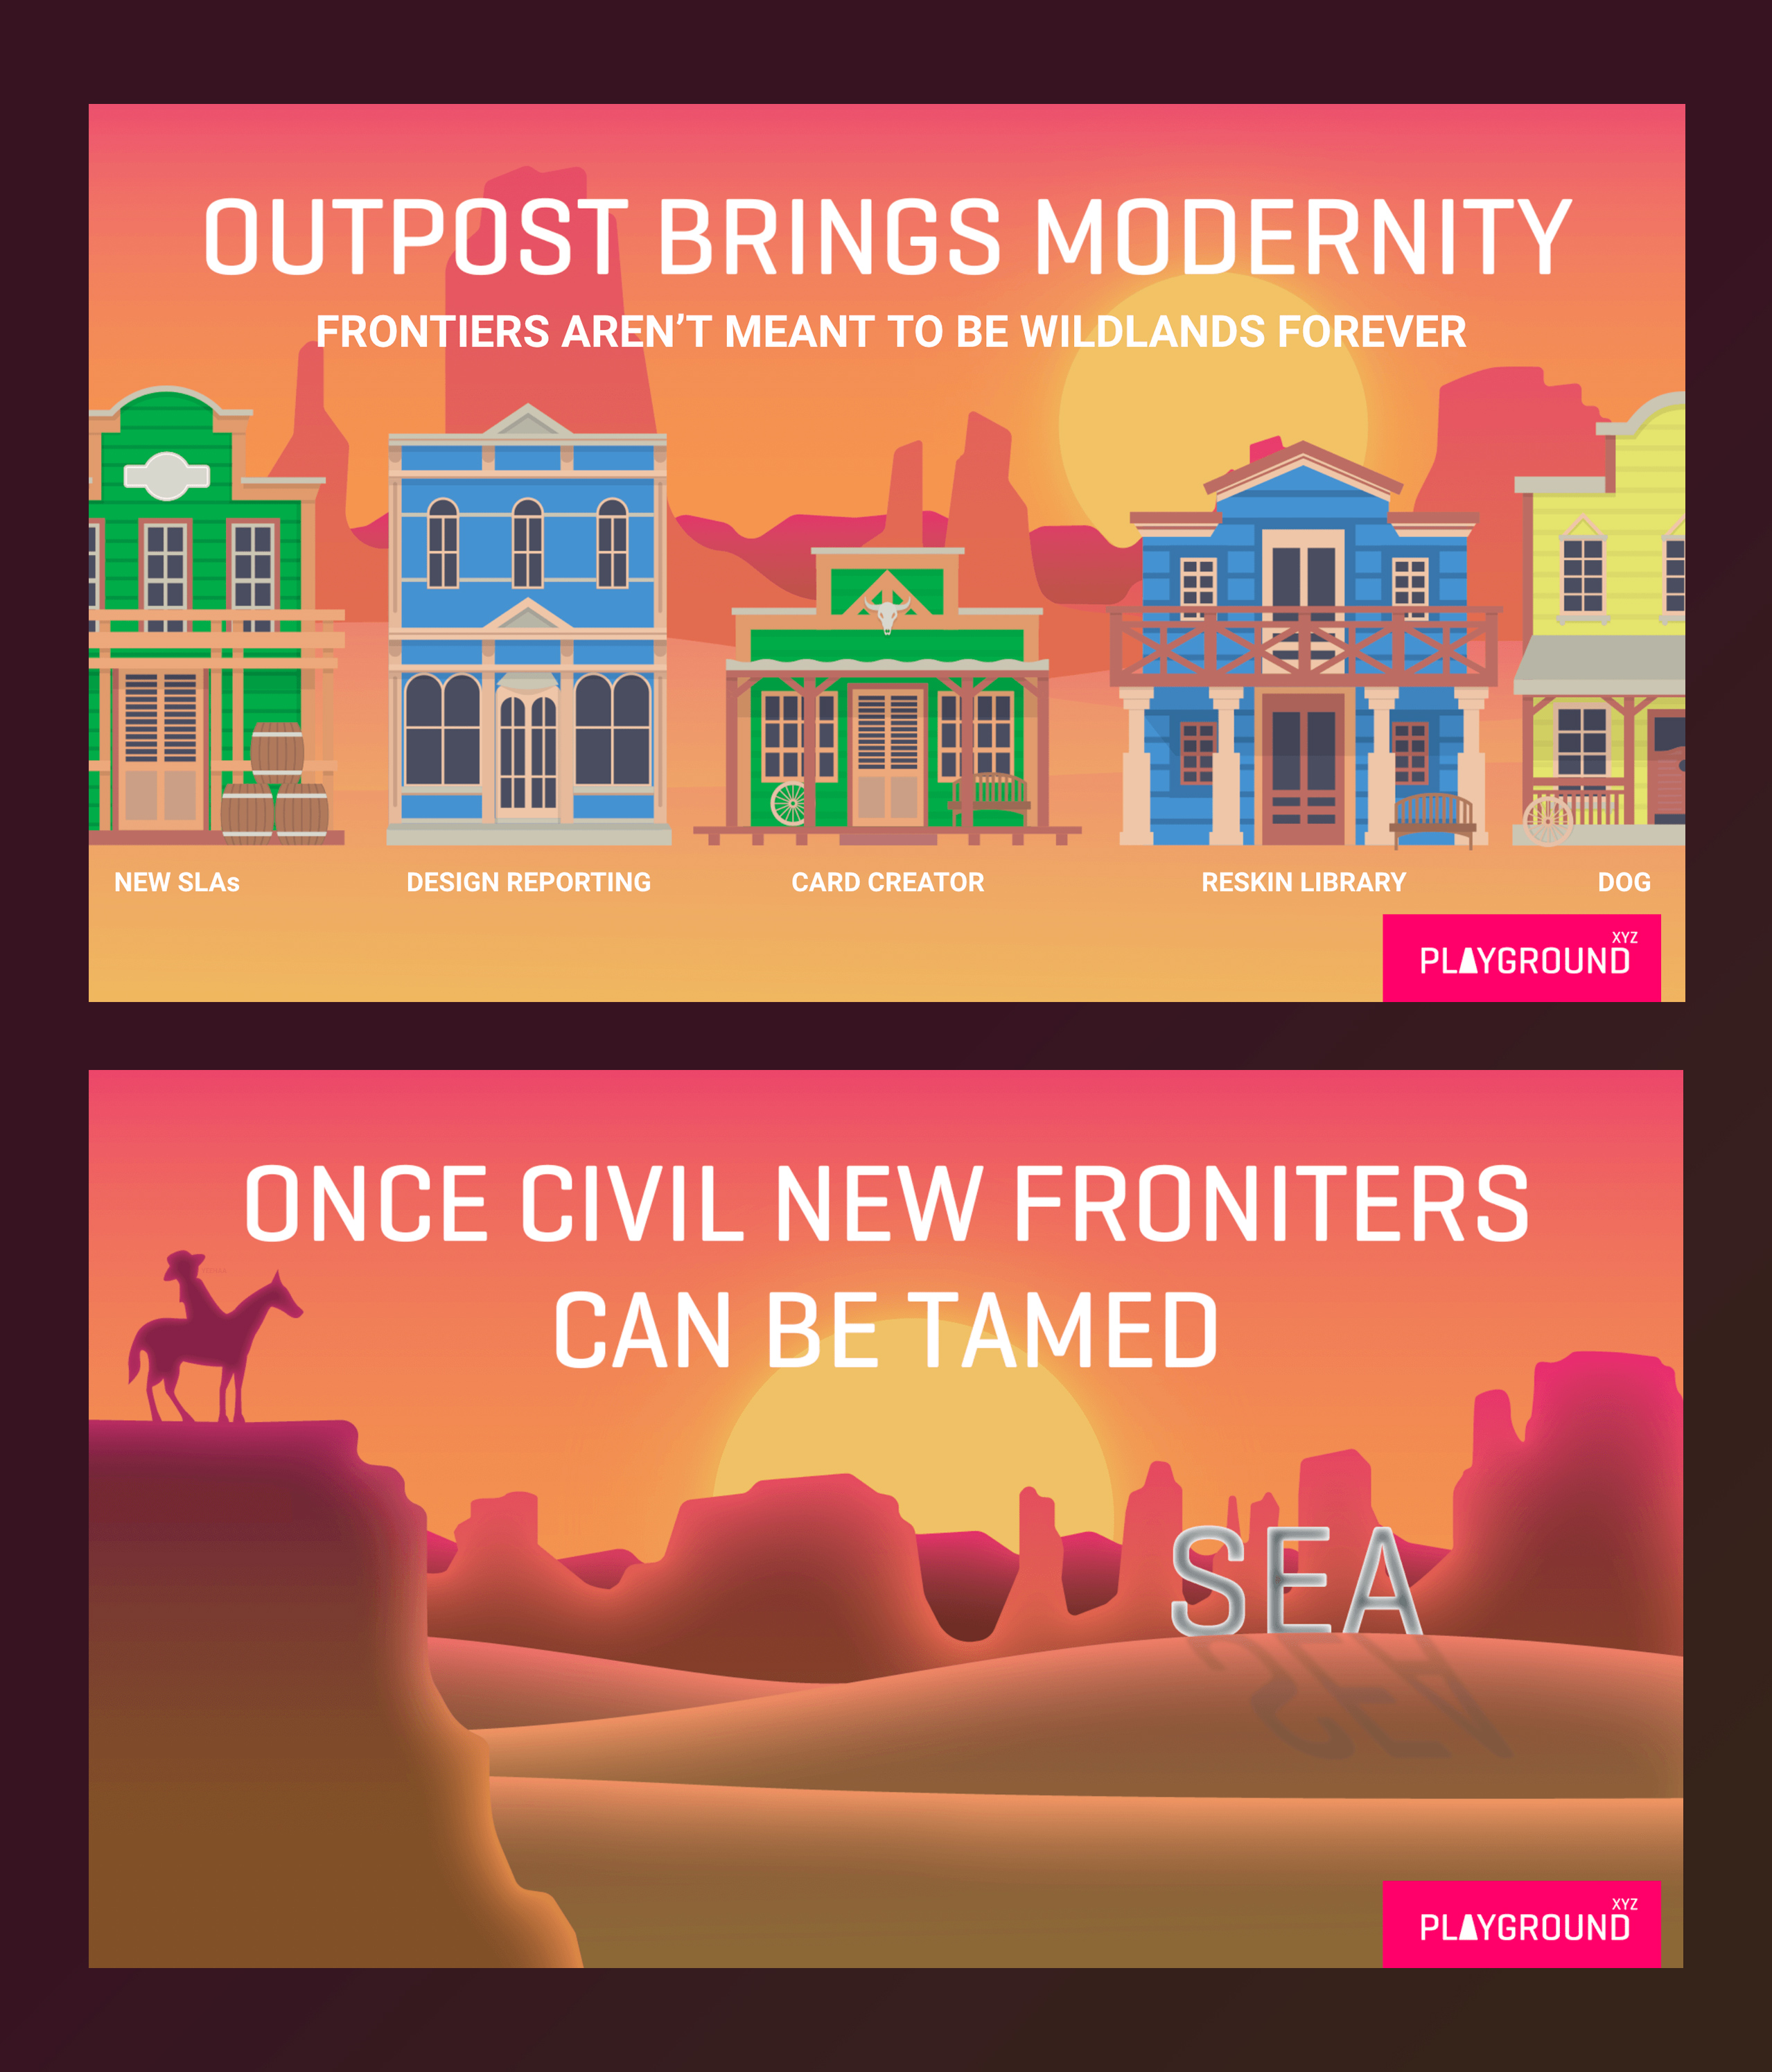 OUTPOST BRINGS MODERNITY
FRONTIERS AREN’T MEANT TO BE WILDLANDS FOREVER
NEW SLAs DESIGN REPORTING CARD CREATOR RESKIN LIBRARY DOG
PLAYGROUND XYZ
ONCE CIVIL NEW FRONITERS
CAN BE TAMED
SEA
PLAYGROUND XYZ